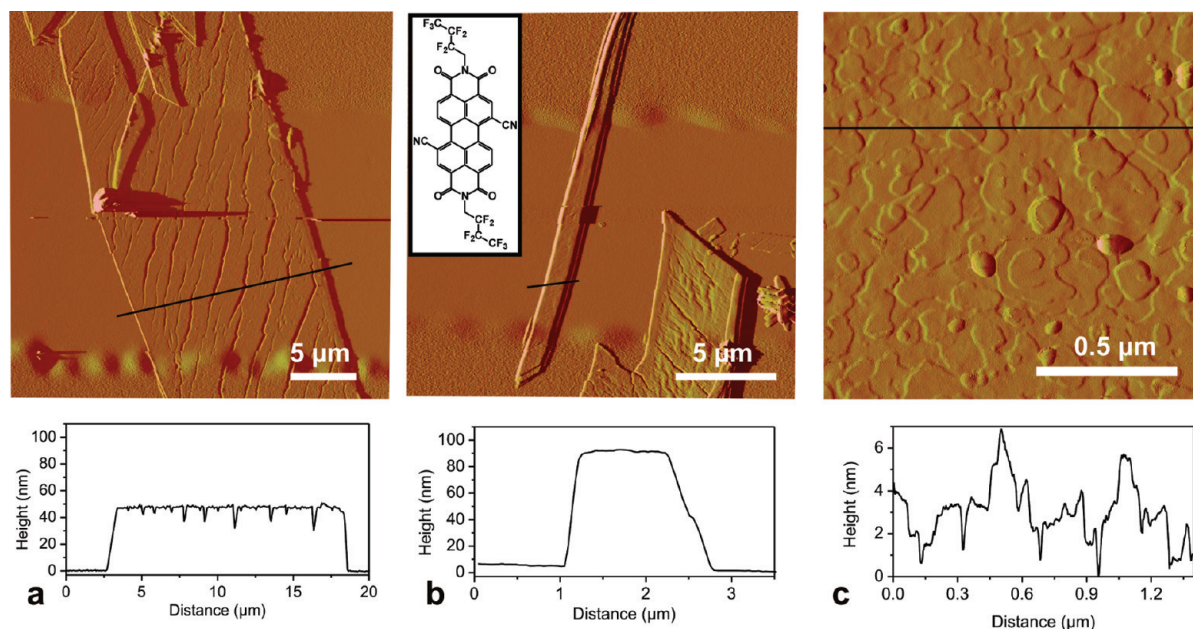 F₃C
F₂
C
C
F₂C
N
O
O
CN
NC
O
O
N
C
F₂
F₂C
CF₃
5 µm
5 µm
0.5 µm
Height (nm)
100
80
60
40
20
0
0
5
10
15
20
Distance (µm)
a
Height (nm)
100
80
60
40
20
0
0
1
2
3
Distance (µm)
b
Height (nm)
6
4
2
0
0.0
0.3
0.6
0.9
1.2
Distance (µm)
c